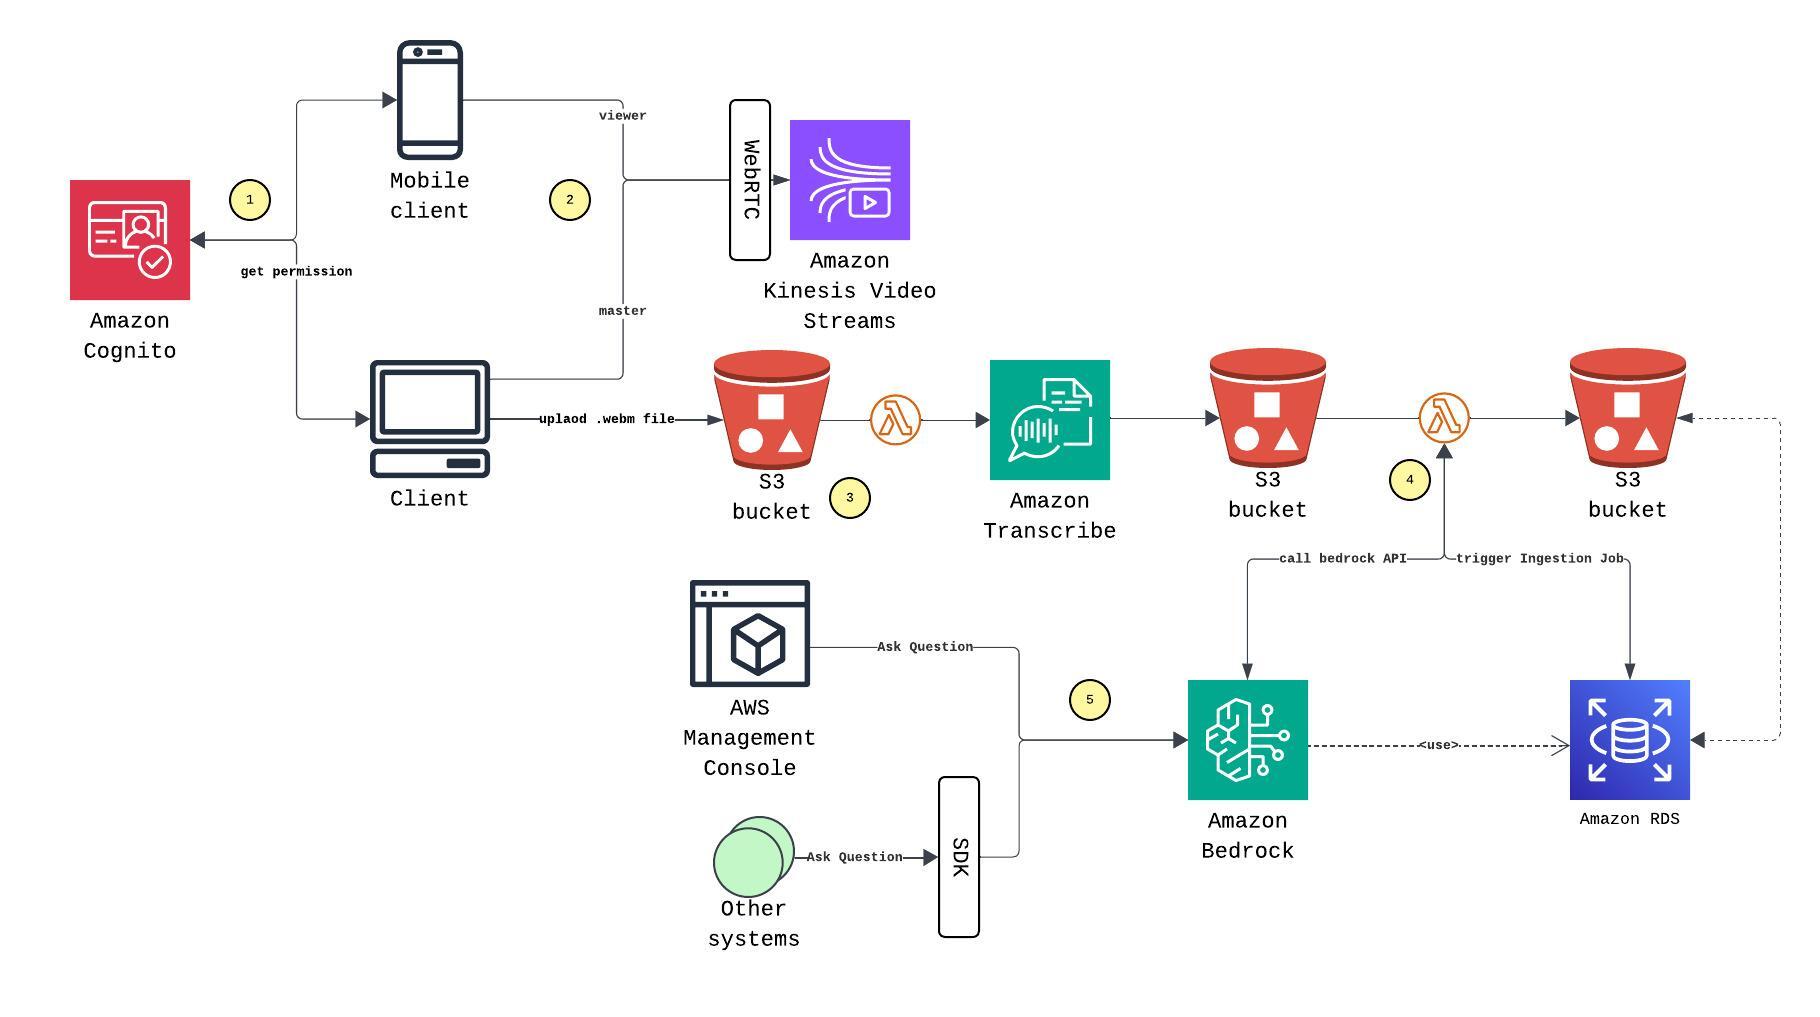 viewer
WebRTC
Mobile
client
1
2
Amazon
Kinesis Video
Streams
get permission
Amazon
Cognito
master
uplaod .webm file
Client
S3
bucket
3
Amazon
Transcribe
S3
bucket
4
S3
bucket
call bedrock API
trigger Ingestion Job
Ask Question
AWS
Management
Console
5
<use>
Amazon
Bedrock
Amazon RDS
Ask Question
SDK
Other
systems